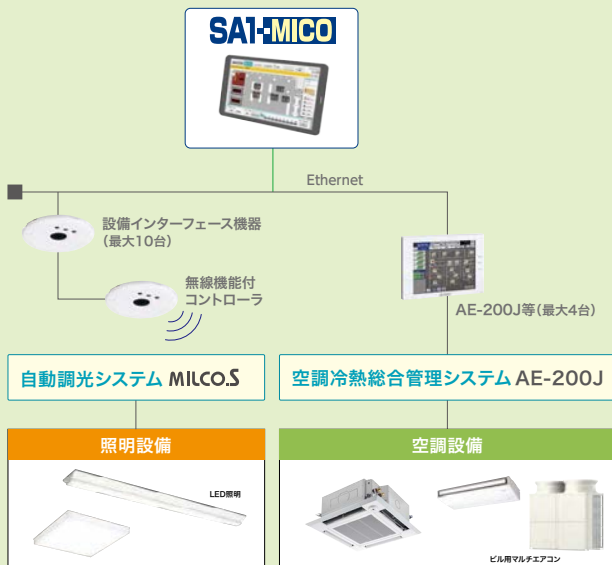 SA1-MICO
Ethernet
設備インターフェース機器
（最大10台）
無線機能付
コントローラ
AE-200J等（最大4台）
自動調光システム MILCO.S
空調冷熱総合管理システム AE-200J
照明設備
空調設備
LED照明
ビル用マルチエアコン